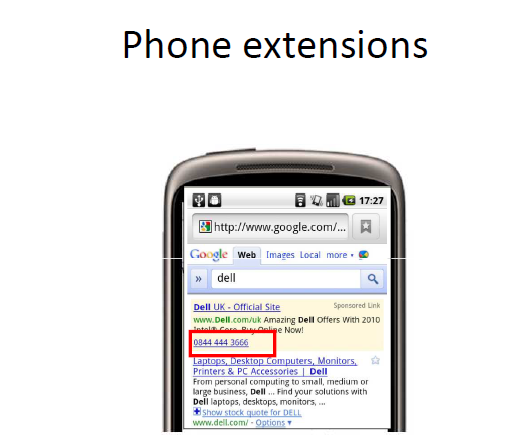 Phone extensions
17:27
http://www.google.com/...
Google Web Images Local more
» dell
Dell UK - Official Site Sponsored Link
www.Dell.com/uk Amazing Dell Offers With 2010
Intel® Core. Buy Online Now!
0844 444 3666
Laptops, Desktop Computers, Monitors,
Printers & PC Accessories | Dell
From personal computing to small, medium or
large business, Dell ... Find your solutions with
Dell laptops, desktops, monitors, ...
Show stock quote for DELL
www.dell.com/ - Options ▼